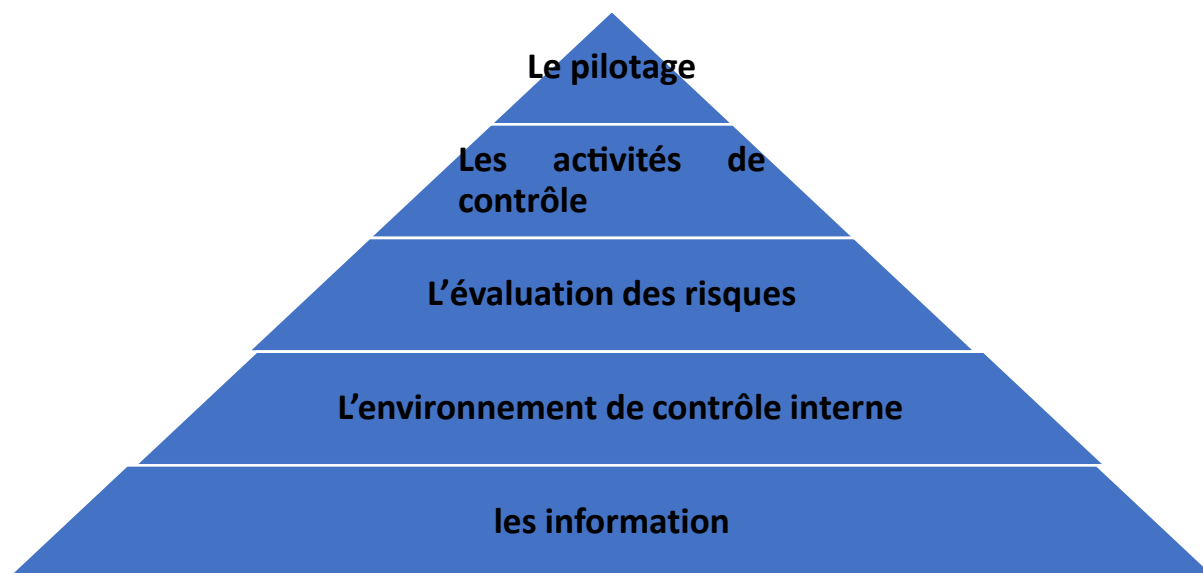 Le pilotage
Les activités de
contrôle
L’évaluation des risques
L’environnement de contrôle interne
les information